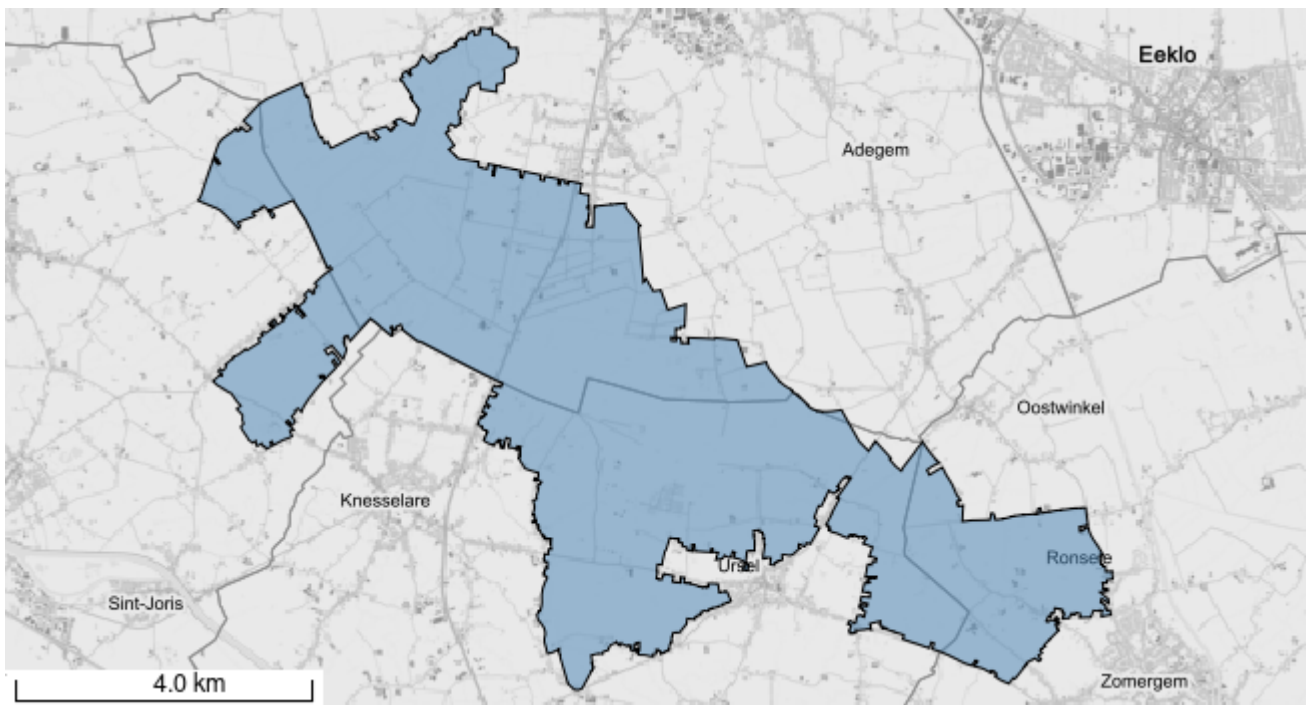 Eeklo
Adegem
Oostwinkel
Knesselare
Ronsele
Ursel
Sint-Joris
Zomergem
4.0 km